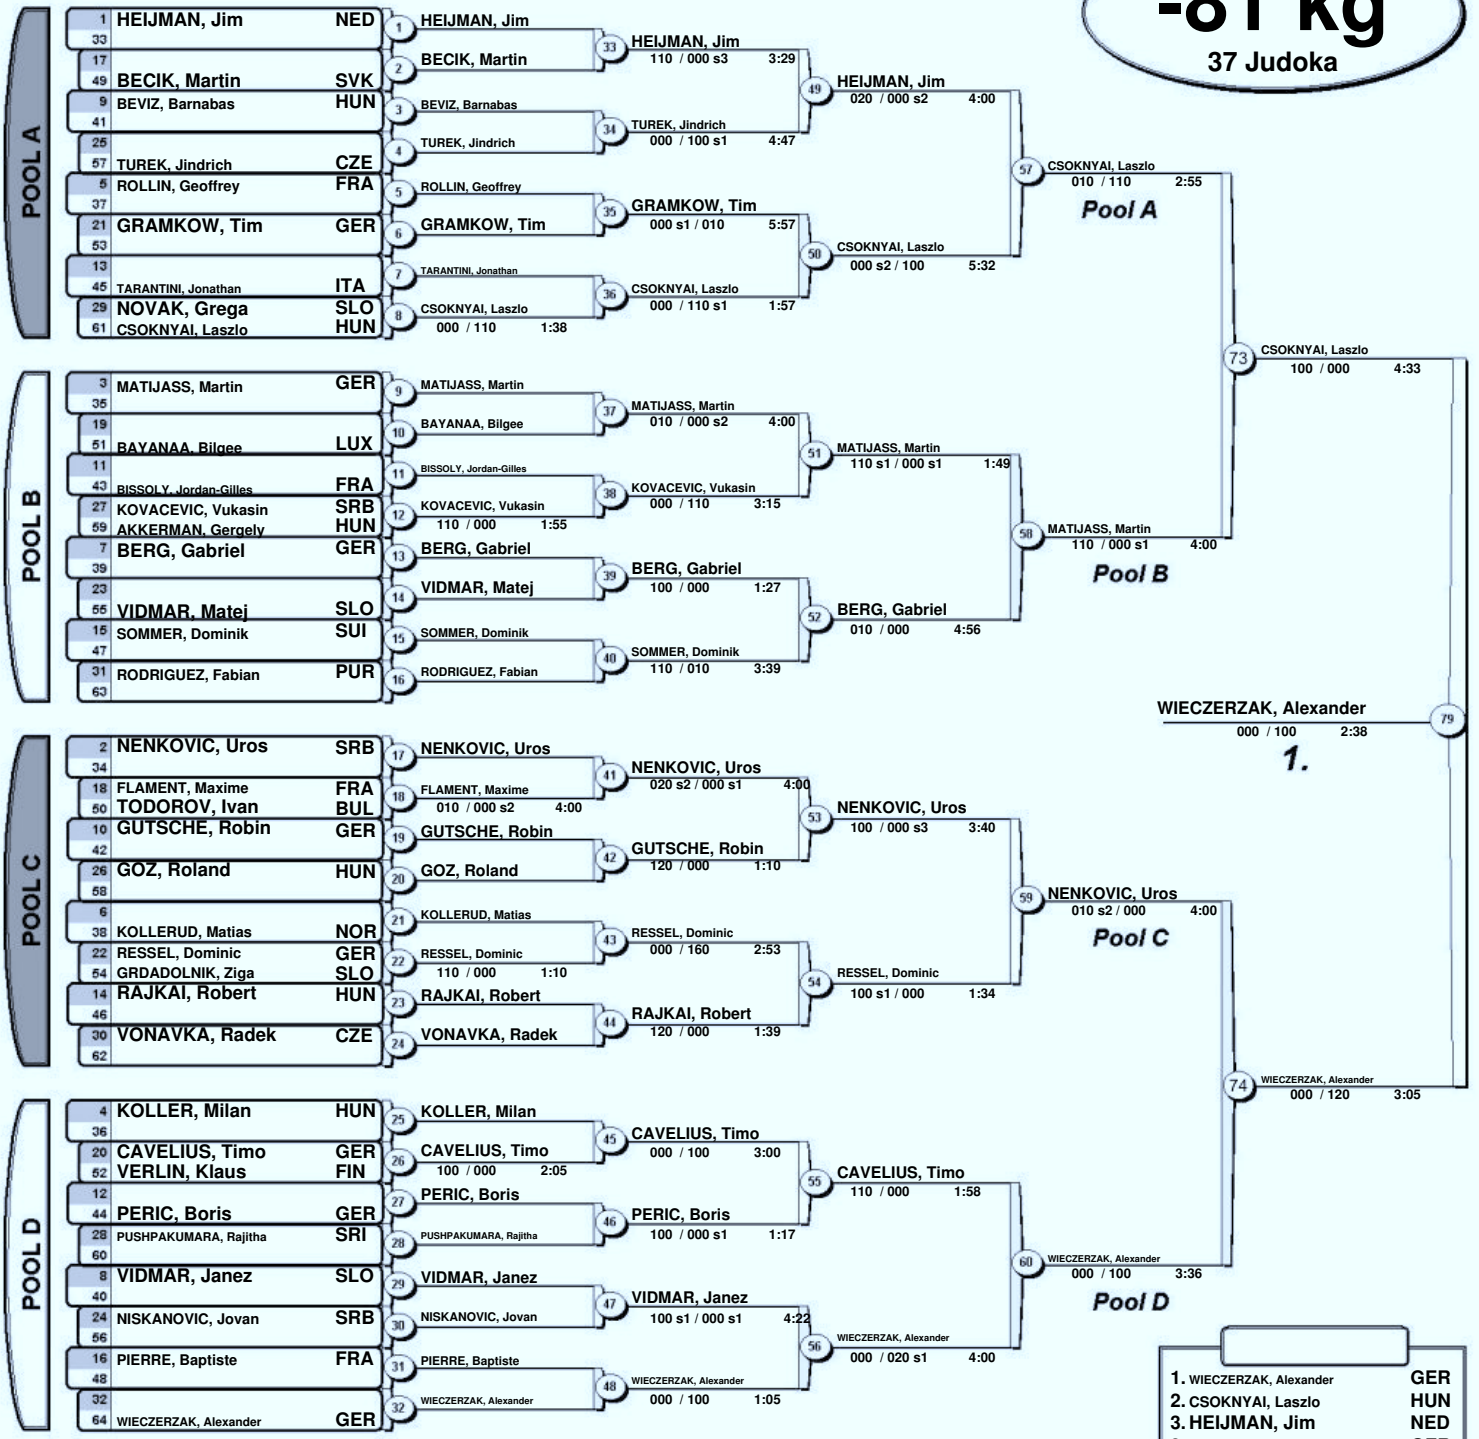 -81 kg
37 Judoka
POOL A
1 HEIJMAN, Jim NED
33
17
49 BECIK, Martin SVK
9 BEVIZ, Barnabas HUN
41
25
57 TUREK, Jindrich CZE
5 ROLLIN, Geoffrey FRA
37
21 GRAMKOW, Tim GER
53
13
45 TARANTINI, Jonathan ITA
29 NOVAK, Grega SLO
61 CSOKNYAI, Laszlo HUN
1 HEIJMAN, Jim
2 BECIK, Martin
3 BEVIZ, Barnabas
4 TUREK, Jindrich
5 ROLLIN, Geoffrey
6 GRAMKOW, Tim
7 TARANTINI, Jonathan
8 CSOKNYAI, Laszlo
000 / 110 1:38
33 HEIJMAN, Jim
110 / 000 s3 3:29
34 TUREK, Jindrich
000 / 100 s1 4:47
35 GRAMKOW, Tim
000 s1 / 010 5:57
36 CSOKNYAI, Laszlo
000 / 110 s1 1:57
49 HEIJMAN, Jim
020 / 000 s2 4:00
50 CSOKNYAI, Laszlo
000 s2 / 100 5:32
57 CSOKNYAI, Laszlo
010 / 110 2:55
Pool A
POOL B
3 MATIJASS, Martin GER
35
19
51 BAYANAA, Bilgee LUX
11
43 BISSOLY, Jordan-Gilles FRA
27 KOVACEVIC, Vukasin SRB
59 AKKERMAN, Gergely HUN
7 BERG, Gabriel GER
39
23
55 VIDMAR, Matej SLO
15 SOMMER, Dominik SUI
47
31 RODRIGUEZ, Fabian PUR
63
9 MATIJASS, Martin
10 BAYANAA, Bilgee
11 BISSOLY, Jordan-Gilles
12 KOVACEVIC, Vukasin
110 / 000 1:55
13 BERG, Gabriel
14 VIDMAR, Matej
15 SOMMER, Dominik
16 RODRIGUEZ, Fabian
37 MATIJASS, Martin
010 / 000 s2 4:00
38 KOVACEVIC, Vukasin
000 / 110 3:15
39 BERG, Gabriel
100 / 000 1:27
40 SOMMER, Dominik
110 / 010 3:39
51 MATIJASS, Martin
110 s1 / 000 s1 1:49
52 BERG, Gabriel
010 / 000 4:56
58 MATIJASS, Martin
110 / 000 s1 4:00
Pool B
73 CSOKNYAI, Laszlo
100 / 000 4:33
WIECZERZAK, Alexander 79
000 / 100 2:38
1.
POOL C
2 NENKOVIC, Uros SRB
34
18 FLAMENT, Maxime FRA
50 TODOROV, Ivan BUL
10 GUTSCHE, Robin GER
42
26 GOZ, Roland HUN
58
6
38 KOLLERUD, Matias NOR
22 RESSEL, Dominic GER
54 GRDADOLNIK, Ziga SLO
14 RAJKAI, Robert HUN
46
30 VONAVKA, Radek CZE
62
17 NENKOVIC, Uros
18 FLAMENT, Maxime
010 / 000 s2 4:00
19 GUTSCHE, Robin
20 GOZ, Roland
21 KOLLERUD, Matias
22 RESSEL, Dominic
110 / 000 1:10
23 RAJKAI, Robert
24 VONAVKA, Radek
41 NENKOVIC, Uros
020 s2 / 000 s1 4:00
42 GUTSCHE, Robin
120 / 000 1:10
43 RESSEL, Dominic
000 / 160 2:53
44 RAJKAI, Robert
120 / 000 1:39
53 NENKOVIC, Uros
100 / 000 s3 3:40
54 RESSEL, Dominic
100 s1 / 000 1:34
59 NENKOVIC, Uros
010 s2 / 000 4:00
Pool C
POOL D
4 KOLLER, Milan HUN
36
20 CAVELIUS, Timo GER
52 VERLIN, Klaus FIN
12
44 PERIC, Boris GER
28 PUSHPAKUMARA, Rajitha SRI
60
8 VIDMAR, Janez SLO
40
24 NISKANOVIC, Jovan SRB
56
16 PIERRE, Baptiste FRA
48
32
64 WIECZERZAK, Alexander GER
25 KOLLER, Milan
26 CAVELIUS, Timo
100 / 000 2:05
27 PERIC, Boris
28 PUSHPAKUMARA, Rajitha
29 VIDMAR, Janez
30 NISKANOVIC, Jovan
31 PIERRE, Baptiste
32 WIECZERZAK, Alexander
45 CAVELIUS, Timo
000 / 100 3:00
46 PERIC, Boris
100 / 000 s1 1:17
47 VIDMAR, Janez
100 s1 / 000 s1 4:22
48 WIECZERZAK, Alexander
000 / 100 1:05
55 CAVELIUS, Timo
110 / 000 1:58
56 WIECZERZAK, Alexander
000 / 020 s1 4:00
60 WIECZERZAK, Alexander
000 / 100 3:36
Pool D
74 WIECZERZAK, Alexander
000 / 120 3:05
1. WIECZERZAK, Alexander GER
2. CSOKNYAI, Laszlo HUN
3. HEIJMAN, Jim NED